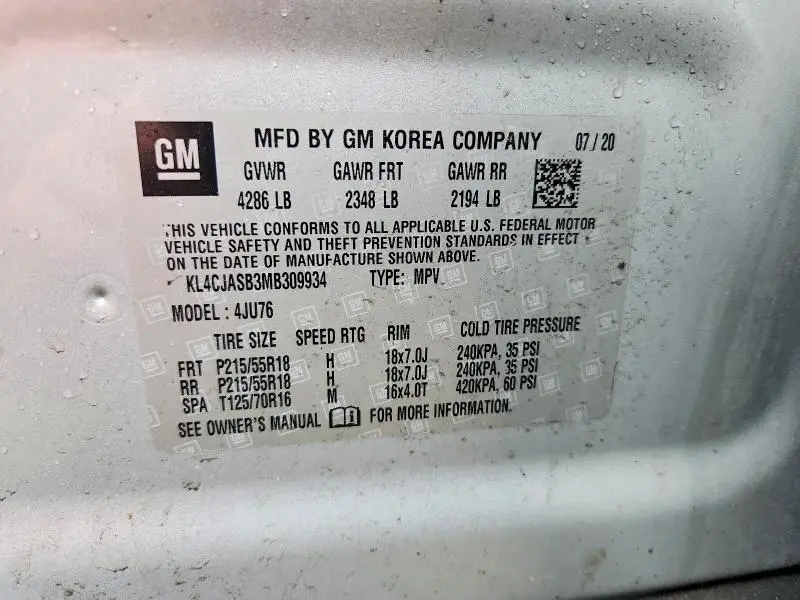 GM MFD BY GM KOREA COMPANY 07 / 20
GVWR GAWR FRT GAWR RR
4286 LB 2348 LB 2194 LB
THIS VEHICLE CONFORMS TO ALL APPLICABLE U.S. FEDERAL MOTOR
VEHICLE SAFETY AND THEFT PREVENTION STANDARDS IN EFFECT
ON THE DATE OF MANUFACTURE SHOWN ABOVE.
KL4CJASB3MB309934 TYPE: MPV
MODEL : 4JU76
TIRE SIZE SPEED RTG RIM COLD TIRE PRESSURE
FRT P215/55R18 H 18x7.0J 240KPA, 35 PSI
RR P215/55R18 H 18x7.0J 240KPA, 35 PSI
SPA T125/70R16 M 16x4.0T 420KPA, 60 PSI
SEE OWNER'S MANUAL FOR MORE INFORMATION.